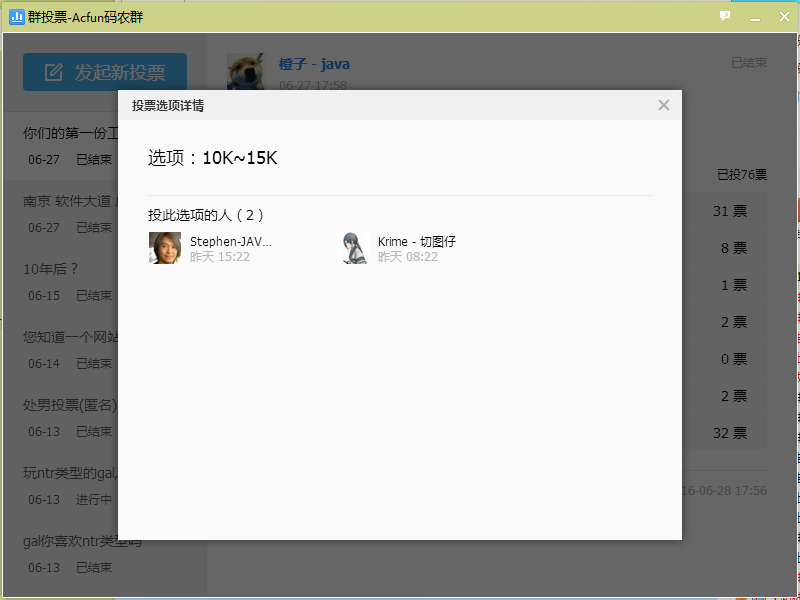 群投票-Acfun码农群
发起新投票
橙子 - java
06-27 17:58
已结束
投票选项详情
选项：10K~15K
投此选项的人（2）
Stephen-JAV...
昨天 15:22
Krime - 切图仔
昨天 08:22
你们的第一份工
06-27 已结束
南京 软件大道
06-27 已结束
10年后？
06-15 已结束
您知道一个网站
06-14 已结束
处男投票(匿名)
06-13 已结束
玩ntr类型的gal,
06-13 进行中
gal你喜欢ntr类型吗
06-13 已结束
已投76票
31 票
8 票
1 票
2 票
0 票
2 票
32 票
16-06-28 17:56